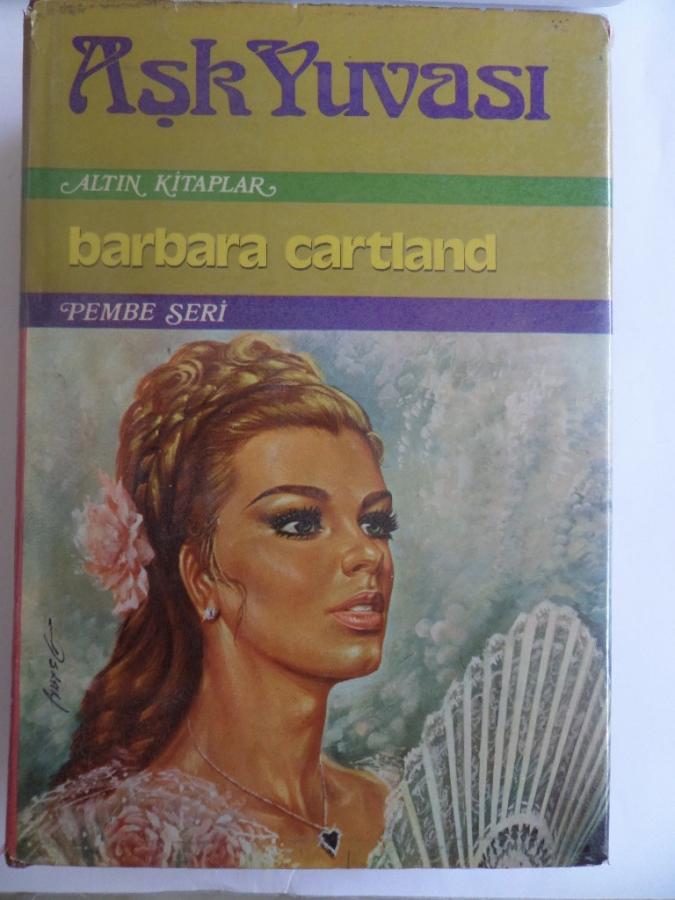 Aşk Yuvası
ALTIN KİTAPLAR
barbara cartland
PEMBE SERİ